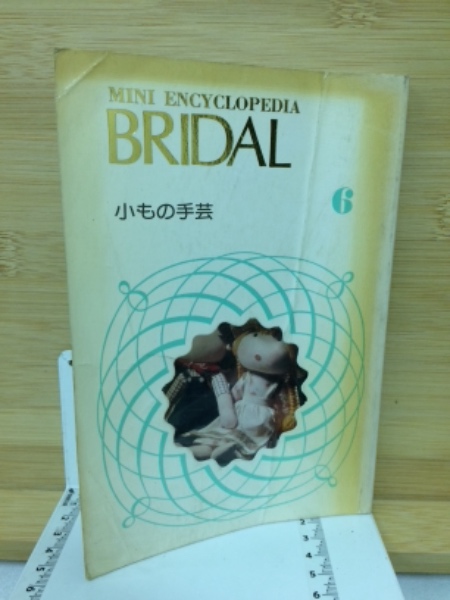 MINI ENCYCLOPEDIA
BRIDAL
小もの手芸
6